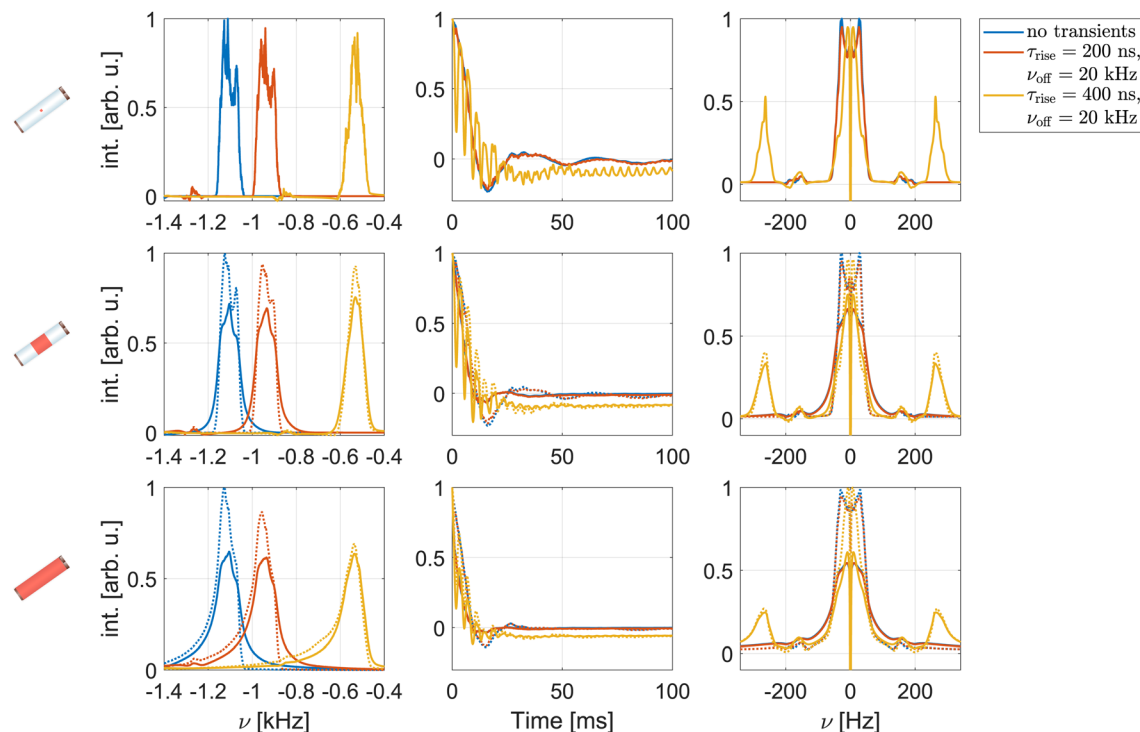 int. [arb. u.]
1
0.5
0
-1.4 -1.2 -1 -0.8 -0.6 -0.4
1
0.5
0
0 50 100
1
0.5
0
-200 0 200
no transients
τrise = 200 ns,
νoff = 20 kHz
τrise = 400 ns,
νoff = 20 kHz
int. [arb. u.]
1
0.5
0
-1.4 -1.2 -1 -0.8 -0.6 -0.4
1
0.5
0
0 50 100
1
0.5
0
-200 0 200
int. [arb. u.]
1
0.5
0
-1.4 -1.2 -1 -0.8 -0.6 -0.4
ν [kHz]
1
0.5
0
0 50 100
Time [ms]
1
0.5
0
-200 0 200
ν [Hz]